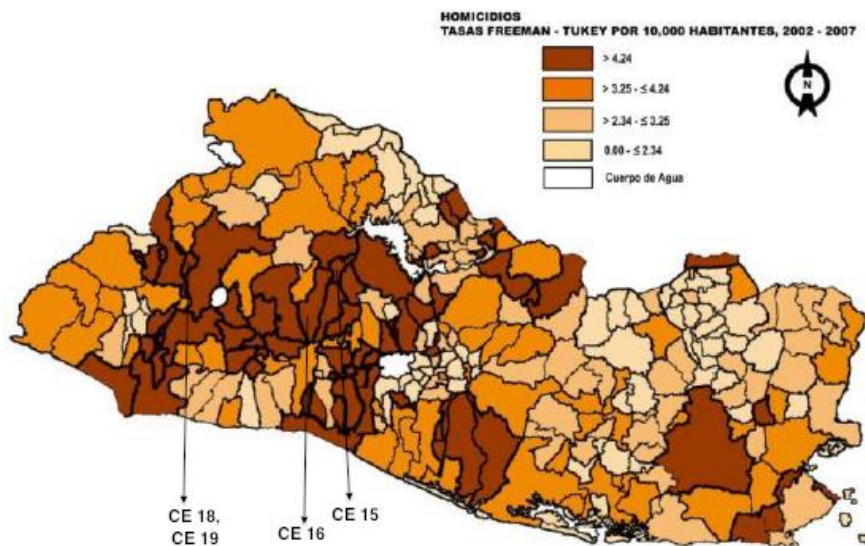 HOMICIDIOS
TASAS FREEMAN - TUKEY POR 10,000 HABITANTES, 2002 - 2007
> 4.24
> 3.25 - ≤ 4.24
> 2.34 - ≤ 3.25
0.00 - ≤ 2.34
Cuerpo de Agua
N
CE 18,
CE 19
CE 16
CE 15